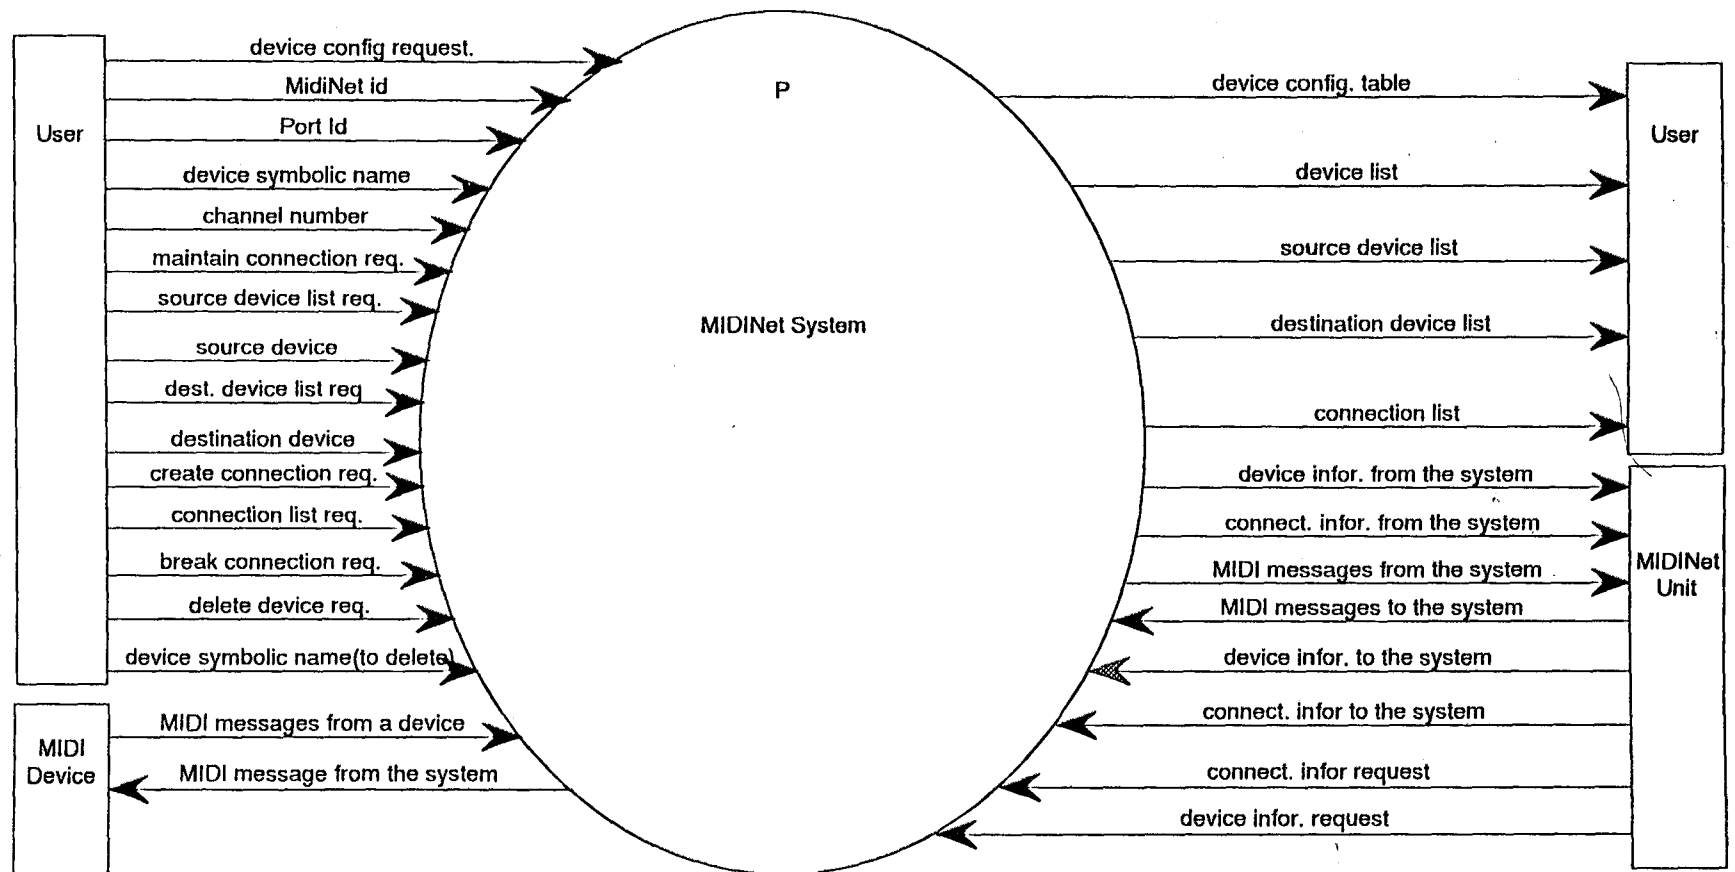 User
device config request.
MidiNet id
Port Id
device symbolic name
channel number
maintain connection req.
source device list req.
source device
dest. device list req
destination device
create connection req.
connection list req.
break connection req.
delete device req.
device symbolic name(to delete)
MIDI
Device
MIDI messages from a device
MIDI message from the system
P
MIDINet System
device config. table
device list
source device list
destination device list
connection list
User
device infor. from the system
connect. infor. from the system
MIDI messages from the system
MIDI messages to the system
device infor. to the system
connect. infor to the system
connect. infor request
device infor. request
MIDINet
Unit